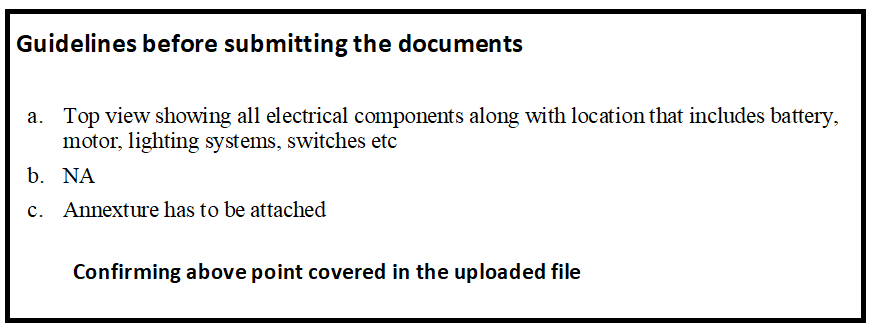 Guidelines before submitting the documents
a. Top view showing all electrical components along with location that includes battery,
motor, lighting systems, switches etc
b. NA
c. Annexture has to be attached
Confirming above point covered in the uploaded file